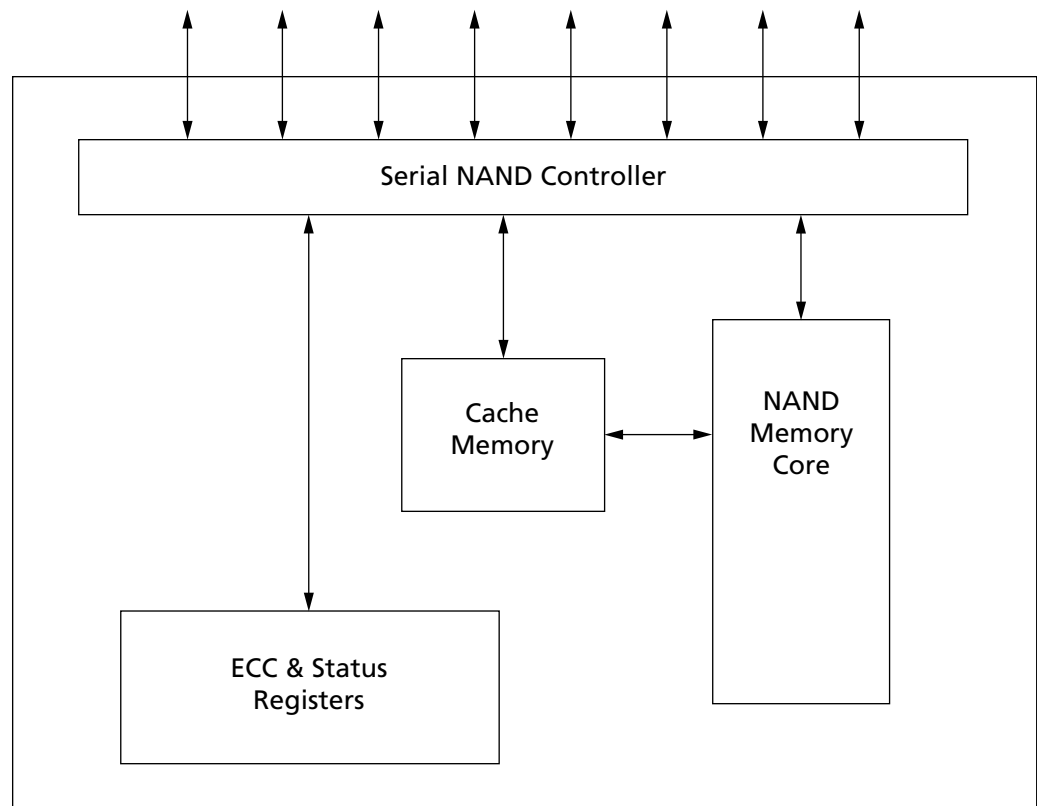 Serial NAND Controller
Cache
Memory
NAND
Memory
Core
ECC & Status
Registers